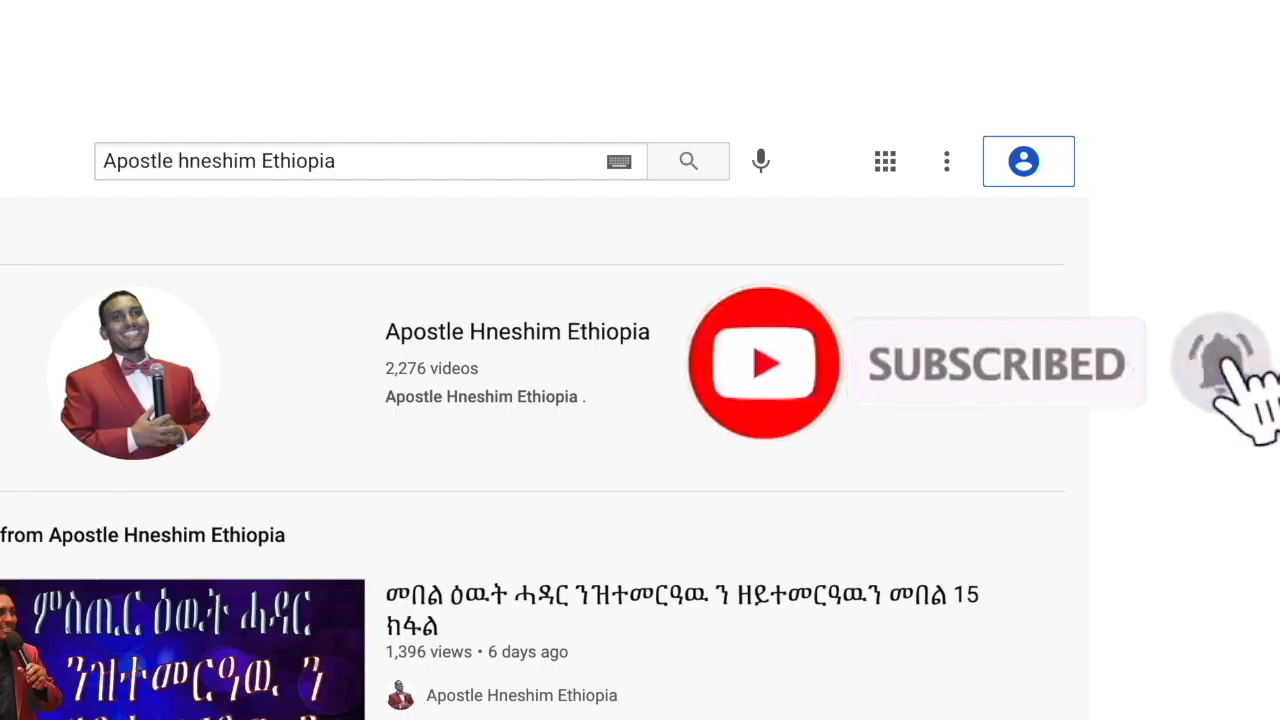 Apostle hneshim Ethiopia
Apostle Hneshim Ethiopia
2,276 videos
Apostle Hneshim Ethiopia .
SUBSCRIBED
from Apostle Hneshim Ethiopia
ምስጢር ዕዉት ሓዳር
ንዝተመርዓዉ ን
መበል ዕዉት ሓዳር ንዝተመርዓዉ ን ዘይተመርዓዉን መበል 15
ክፋል
1,396 views • 6 days ago
Apostle Hneshim Ethiopia